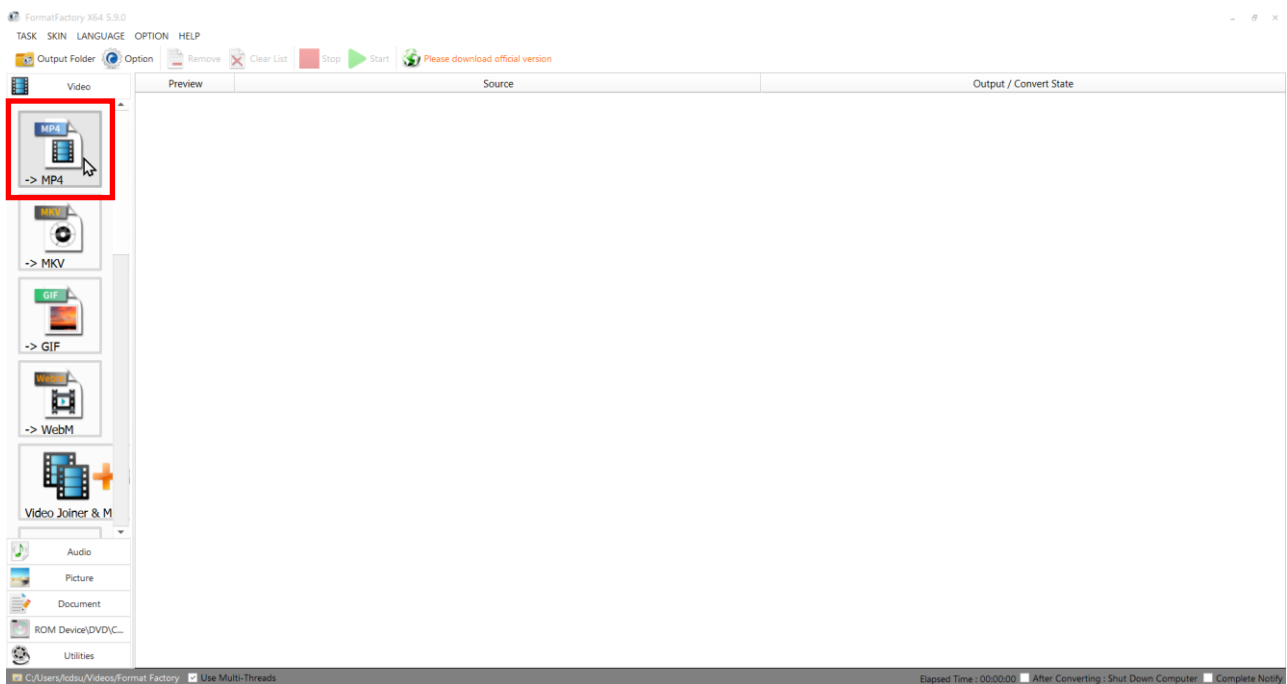 FormatFactory X64 5.9.0
TASK SKIN LANGUAGE OPTION HELP
Output Folder Option Remove Clear List Stop Start Please download official version
Video Preview Source Output / Convert State
MP4
-> MP4
MKV
-> MKV
GIF
-> GIF
WebM
-> WebM
Video Joiner & M
Audio
Picture
Document
ROM Device\DVD\C...
Utilities
C:/Users/lcdsu/Videos/Format Factory Use Multi-Threads Elapsed Time : 00:00:00 After Converting : Shut Down Computer Complete Notify